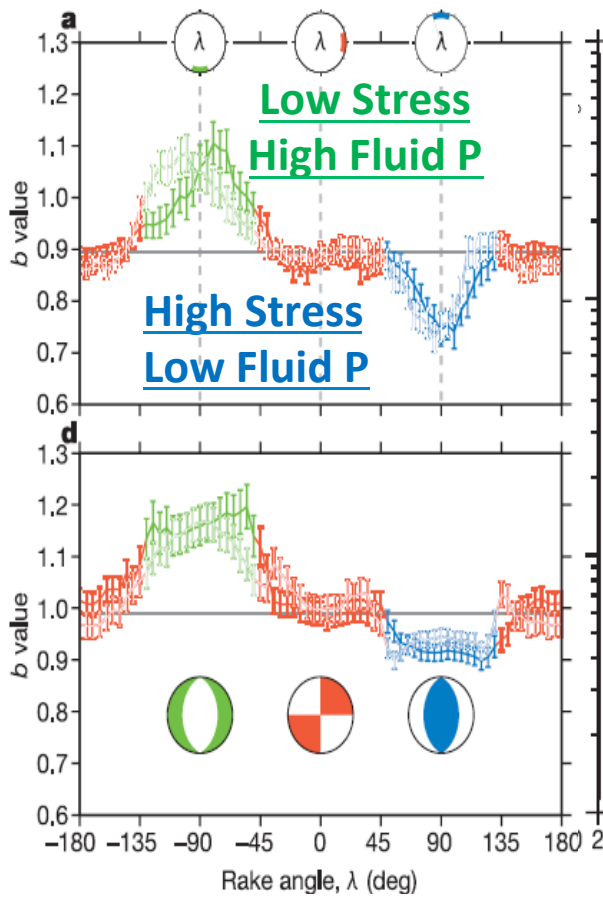 a
λ
λ
λ
1.3
Low Stress
High Fluid P
1.2
1.1
1.0
b value
0.9
High Stress
Low Fluid P
0.8
0.7
0.6
d
1.3
1.2
1.1
1.0
b value
0.9
0.8
0.7
0.6
−180 −135 −90 −45 0 45 90 135 180 2
Rake angle, λ (deg)